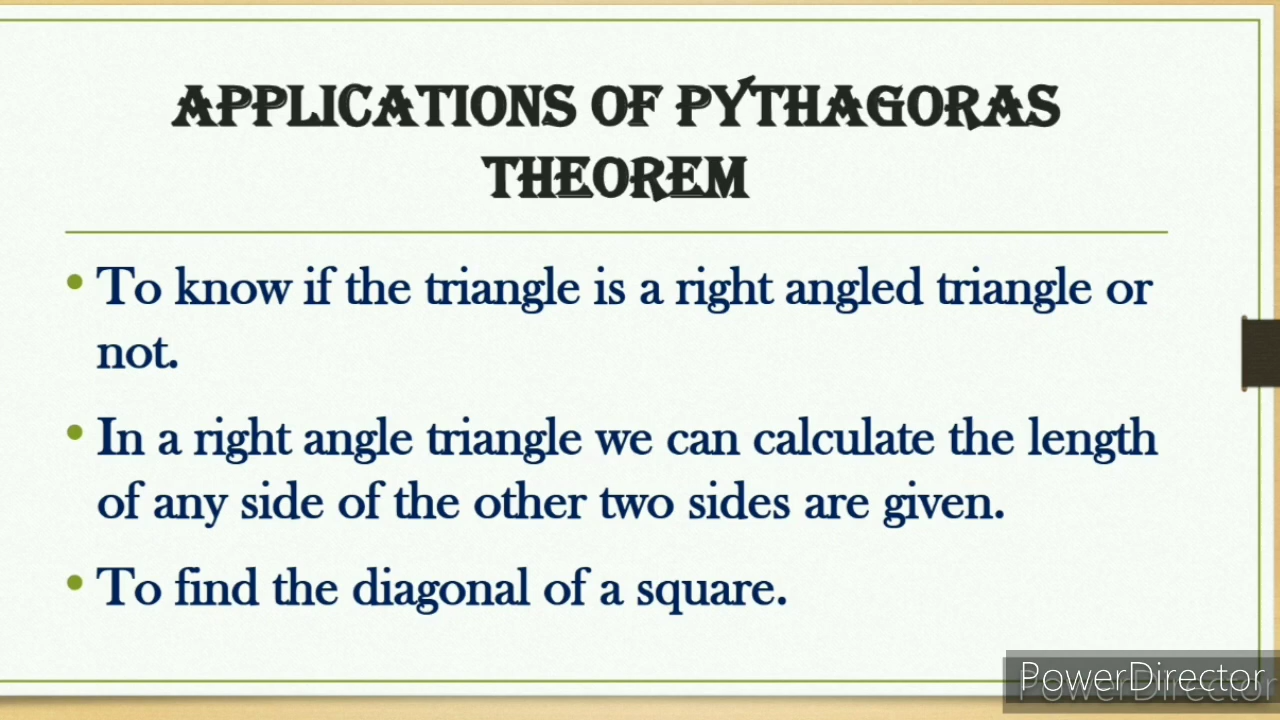 APPLICATIONS OF PYTHAGORAS
THEOREM
• To know if the triangle is a right angled triangle or
not.
• In a right angle triangle we can calculate the length
of any side of the other two sides are given.
• To find the diagonal of a square.
PowerDirector
PowerDirector